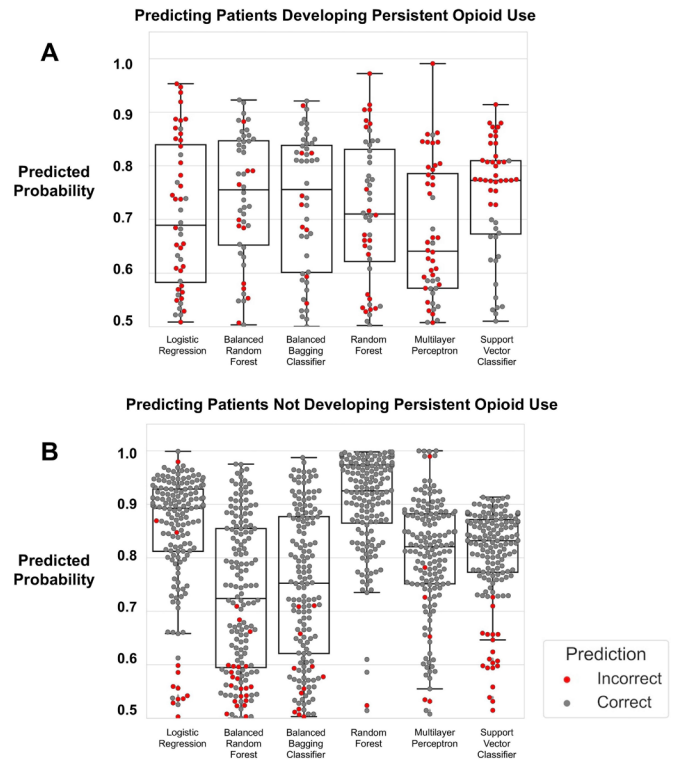 Predicting Patients Developing Persistent Opioid Use
A
1.0
0.9
0.8
Predicted
Probability
0.7
0.6
0.5
Logistic
Regression
Balanced
Random
Forest
Balanced
Bagging
Classifier
Random
Forest
Multilayer
Perceptron
Support
Vector
Classifier
Predicting Patients Not Developing Persistent Opioid Use
B
1.0
0.9
0.8
Predicted
Probability
0.7
0.6
0.5
Logistic
Regression
Balanced
Random
Forest
Balanced
Bagging
Classifier
Random
Forest
Multilayer
Perceptron
Support
Vector
Classifier
Prediction
Incorrect
Correct